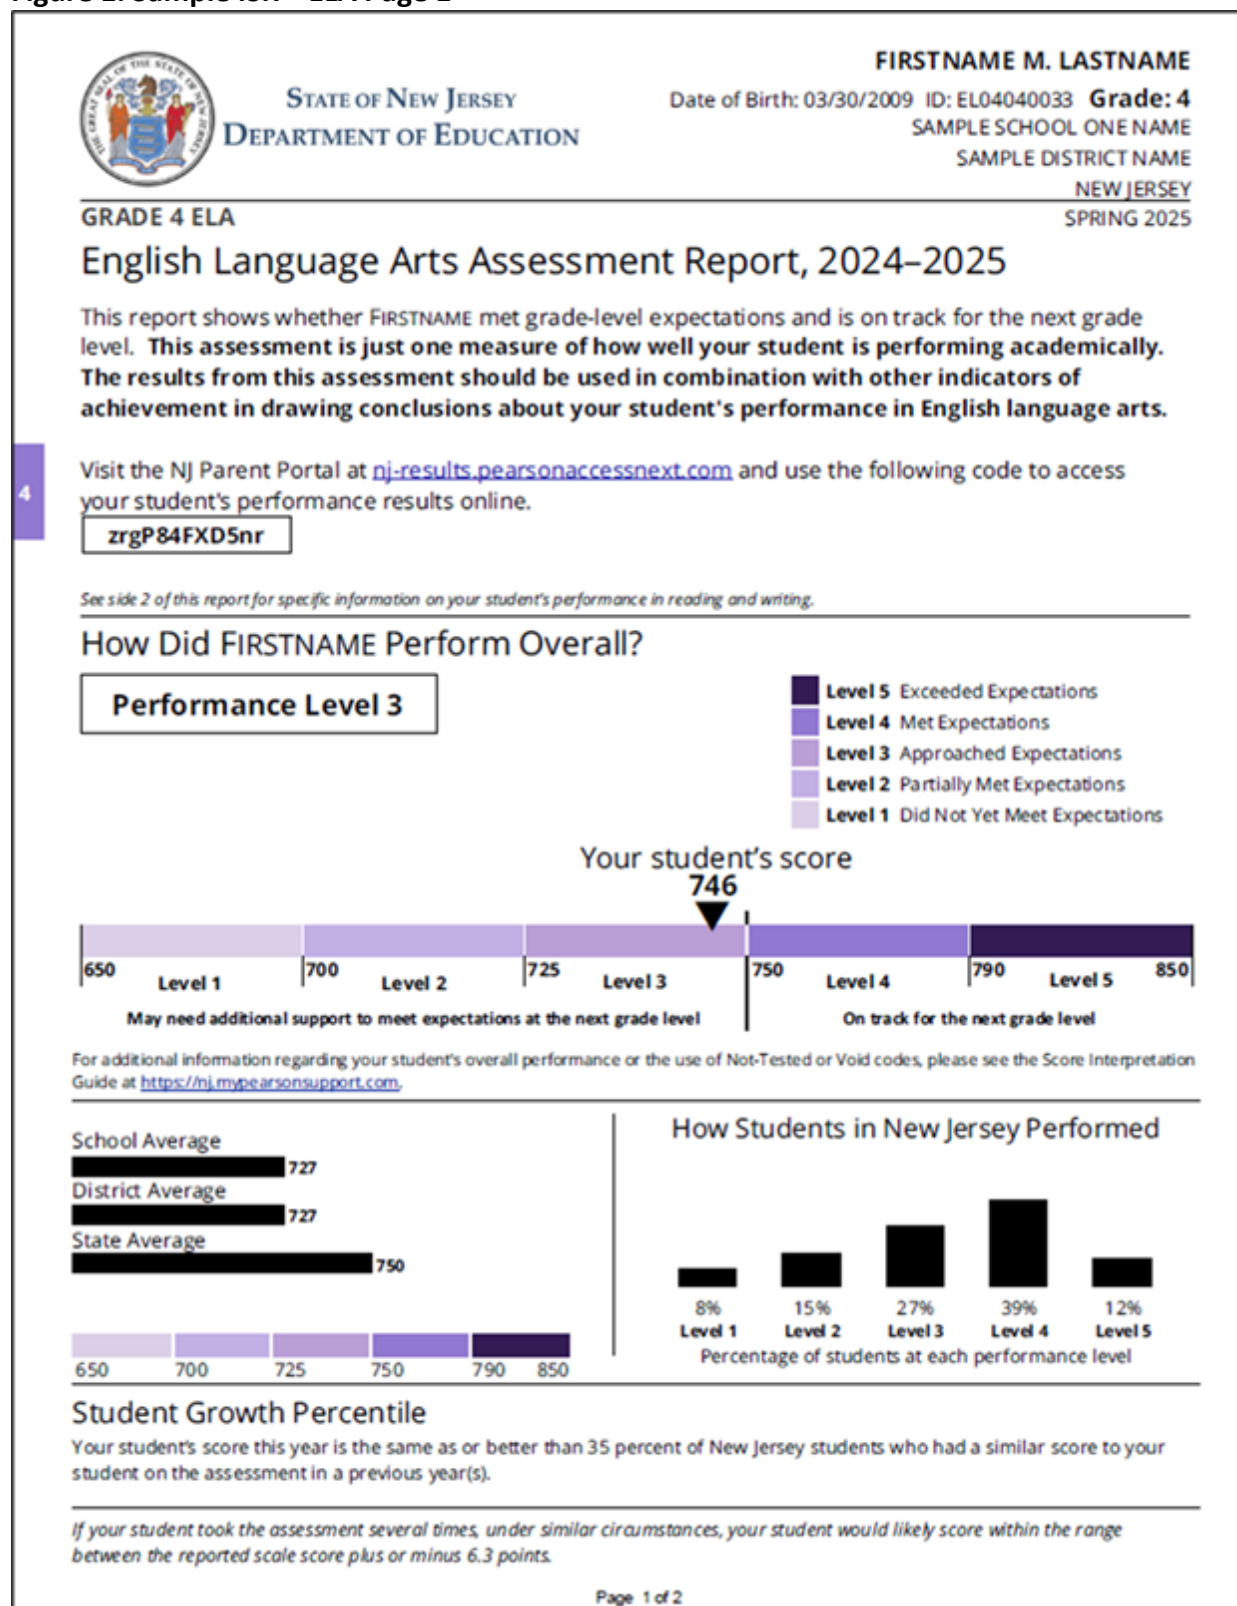 THE GREAT SEAL OF THE STATE OF NEW JERSEY
STATE OF NEW JERSEY
DEPARTMENT OF EDUCATION
FIRSTNAME M. LASTNAME
Date of Birth: 03/30/2009 ID: EL04040033 Grade: 4
SAMPLE SCHOOL ONE NAME
SAMPLE DISTRICT NAME
NEW JERSEY
GRADE 4 ELA
SPRING 2025
English Language Arts Assessment Report, 2024–2025
This report shows whether FIRSTNAME met grade-level expectations and is on track for the next grade
level. This assessment is just one measure of how well your student is performing academically.
The results from this assessment should be used in combination with other indicators of
achievement in drawing conclusions about your student's performance in English language arts.
4
Visit the NJ Parent Portal at nj-results.pearsonaccessnext.com and use the following code to access
your student's performance results online.
zrgP84FXD5nr
See side 2 of this report for specific information on your student's performance in reading and writing.
How Did FIRSTNAME Perform Overall?
Performance Level 3
Level 5 Exceeded Expectations
Level 4 Met Expectations
Level 3 Approached Expectations
Level 2 Partially Met Expectations
Level 1 Did Not Yet Meet Expectations
Your student's score
746
650 Level 1 700 Level 2 725 Level 3 750 Level 4 790 Level 5 850
May need additional support to meet expectations at the next grade level
On track for the next grade level
For additional information regarding your student's overall performance or the use of Not-Tested or Void codes, please see the Score Interpretation
Guide at https://nj.mypearsonsupport.com.
School Average
727
District Average
727
State Average
750
650 700 725 750 790 850
How Students in New Jersey Performed
8% 15% 27% 39% 12%
Level 1 Level 2 Level 3 Level 4 Level 5
Percentage of students at each performance level
Student Growth Percentile
Your student's score this year is the same as or better than 35 percent of New Jersey students who had a similar score to your
student on the assessment in a previous year(s).
If your student took the assessment several times, under similar circumstances, your student would likely score within the range
between the reported scale score plus or minus 6.3 points.
Page 1 of 2